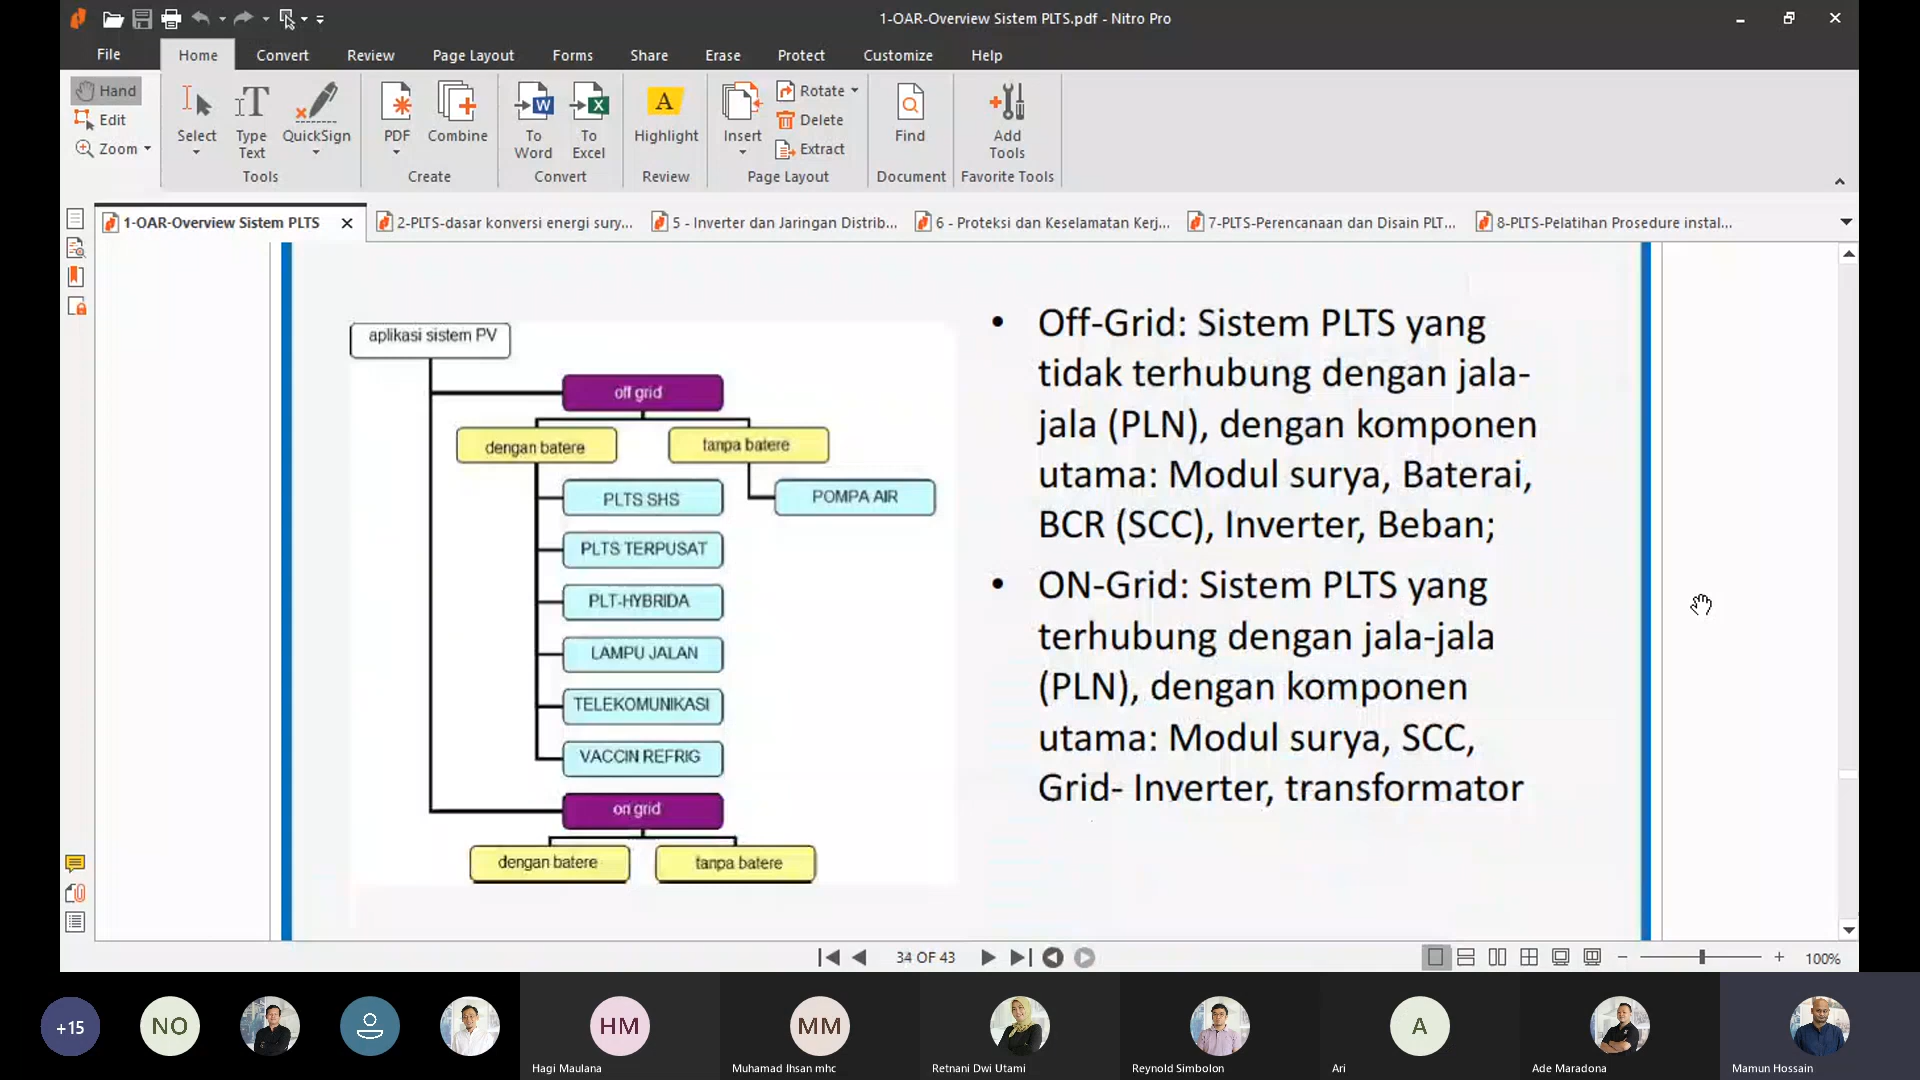 1-OAR-Overview Sistem PLTS.pdf - Nitro Pro
File
Home
Convert
Review
Page Layout
Forms
Share
Erase
Protect
Customize
Help
Hand
Edit
Zoom
Select
Type
Text
QuickSign
Tools
PDF
Combine
Create
To
Word
To
Excel
Convert
Highlight
Review
Insert
Rotate
Delete
Extract
Page Layout
Find
Document
Add
Tools
Favorite Tools
1-OAR-Overview Sistem PLTS
2-PLTS-dasar konversi energi sury...
5 - Inverter dan Jaringan Distrib...
6 - Proteksi dan Keselamatan Kerj...
7-PLTS-Perencanaan dan Disain PLT...
8-PLTS-Pelatihan Prosedure instal...
aplikasi sistem PV
off grid
dengan batere
tanpa batere
PLTS SHS
POMPA AIR
PLTS TERPUSAT
PLT-HYBRIDA
LAMPU JALAN
TELEKOMUNIKASI
VACCIN REFRIG
on grid
dengan batere
tanpa batere
• Off-Grid: Sistem PLTS yang
tidak terhubung dengan jala-
jala (PLN), dengan komponen
utama: Modul surya, Baterai,
BCR (SCC), Inverter, Beban;
• ON-Grid: Sistem PLTS yang
terhubung dengan jala-jala
(PLN), dengan komponen
utama: Modul surya, SCC,
Grid- Inverter, transformator
34 OF 43
100%
+15
NO
HM
Hagi Maulana
MM
Muhamad Ihsan mhc
Retnani Dwi Utami
Reynold Simbolon
A
Ari
Ade Maradona
Mamun Hossain